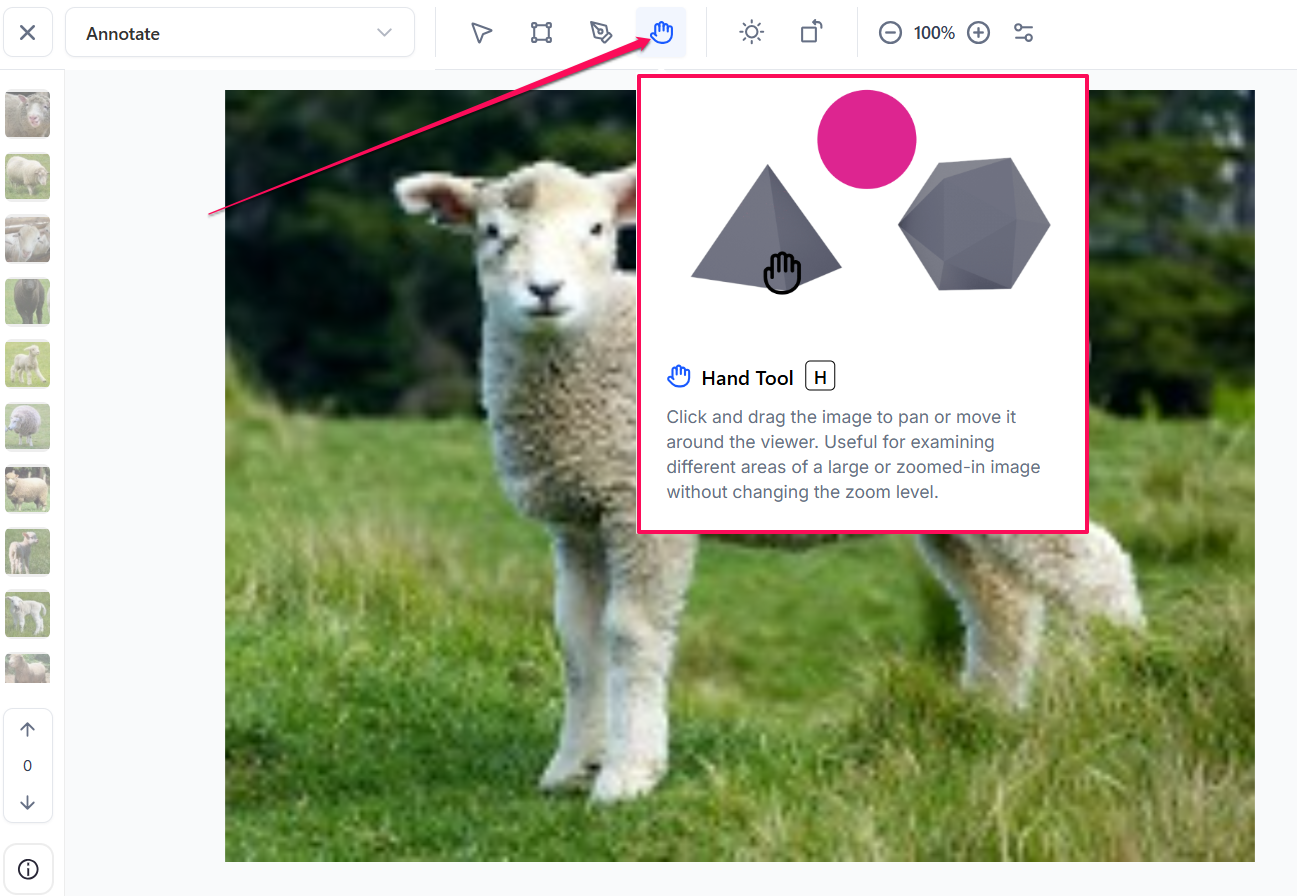 Annotate
100%
Hand Tool H
Click and drag the image to pan or move it
around the viewer. Useful for examining
different areas of a large or zoomed-in image
without changing the zoom level.
0